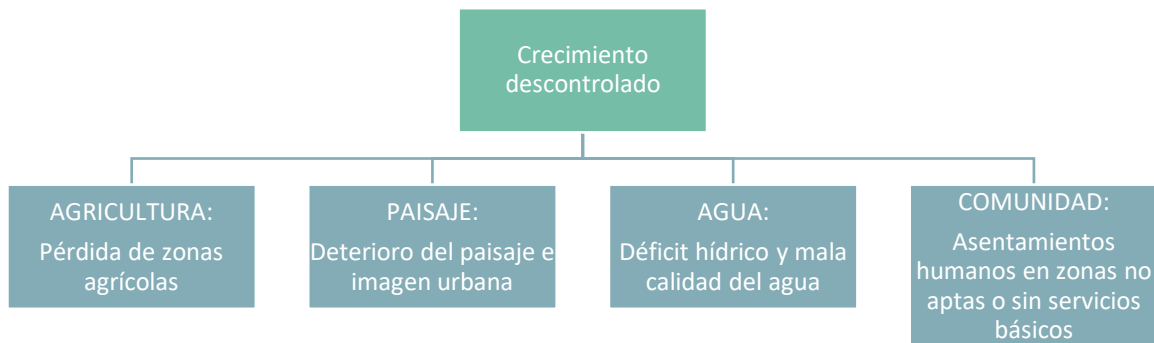 Crecimiento
descontrolado
AGRICULTURA:
Pérdida de zonas
agrícolas
PAISAJE:
Deterioro del paisaje e
imagen urbana
AGUA:
Déficit hídrico y mala
calidad del agua
COMUNIDAD:
Asentamientos
humanos en zonas no
aptas o sin servicios
básicos